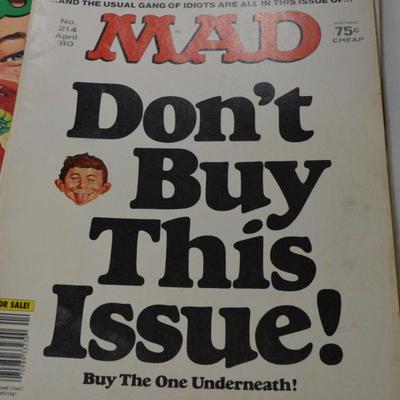 ...AND THE USUAL GANG OF IDIOTS ARE ALL IN THIS ISSUE OF...
No.
214
April
'80
MAD
75¢
CHEAP
Don't
Buy
This
Issue!
OR SALE!
Buy The One Underneath!